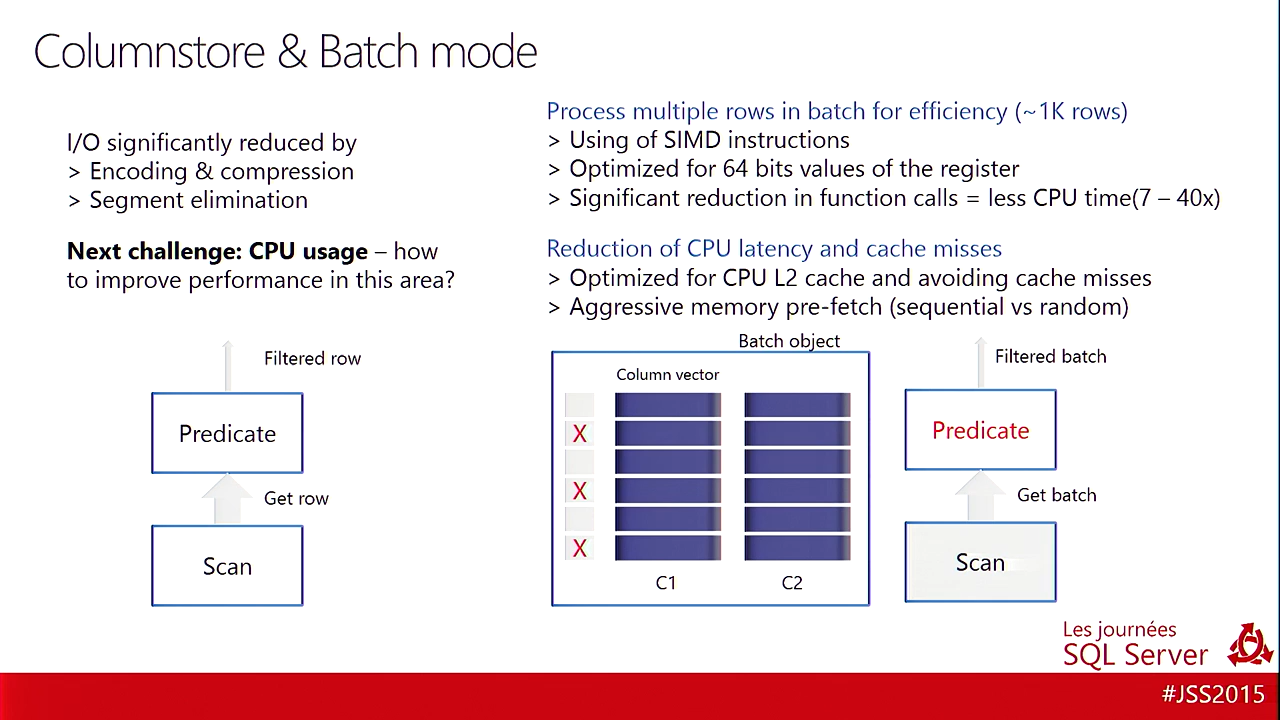 Columnstore & Batch mode
I/O significantly reduced by
> Encoding & compression
> Segment elimination
Next challenge: CPU usage – how
to improve performance in this area?
Process multiple rows in batch for efficiency (~1K rows)
> Using of SIMD instructions
> Optimized for 64 bits values of the register
> Significant reduction in function calls = less CPU time(7 – 40x)
Reduction of CPU latency and cache misses
> Optimized for CPU L2 cache and avoiding cache misses
> Aggressive memory pre-fetch (sequential vs random)
Filtered row
Predicate
Get row
Scan
Batch object
Column vector
X
X
X
C1 C2
Filtered batch
Predicate
Get batch
Scan
Les journées
SQL Server
#JSS2015